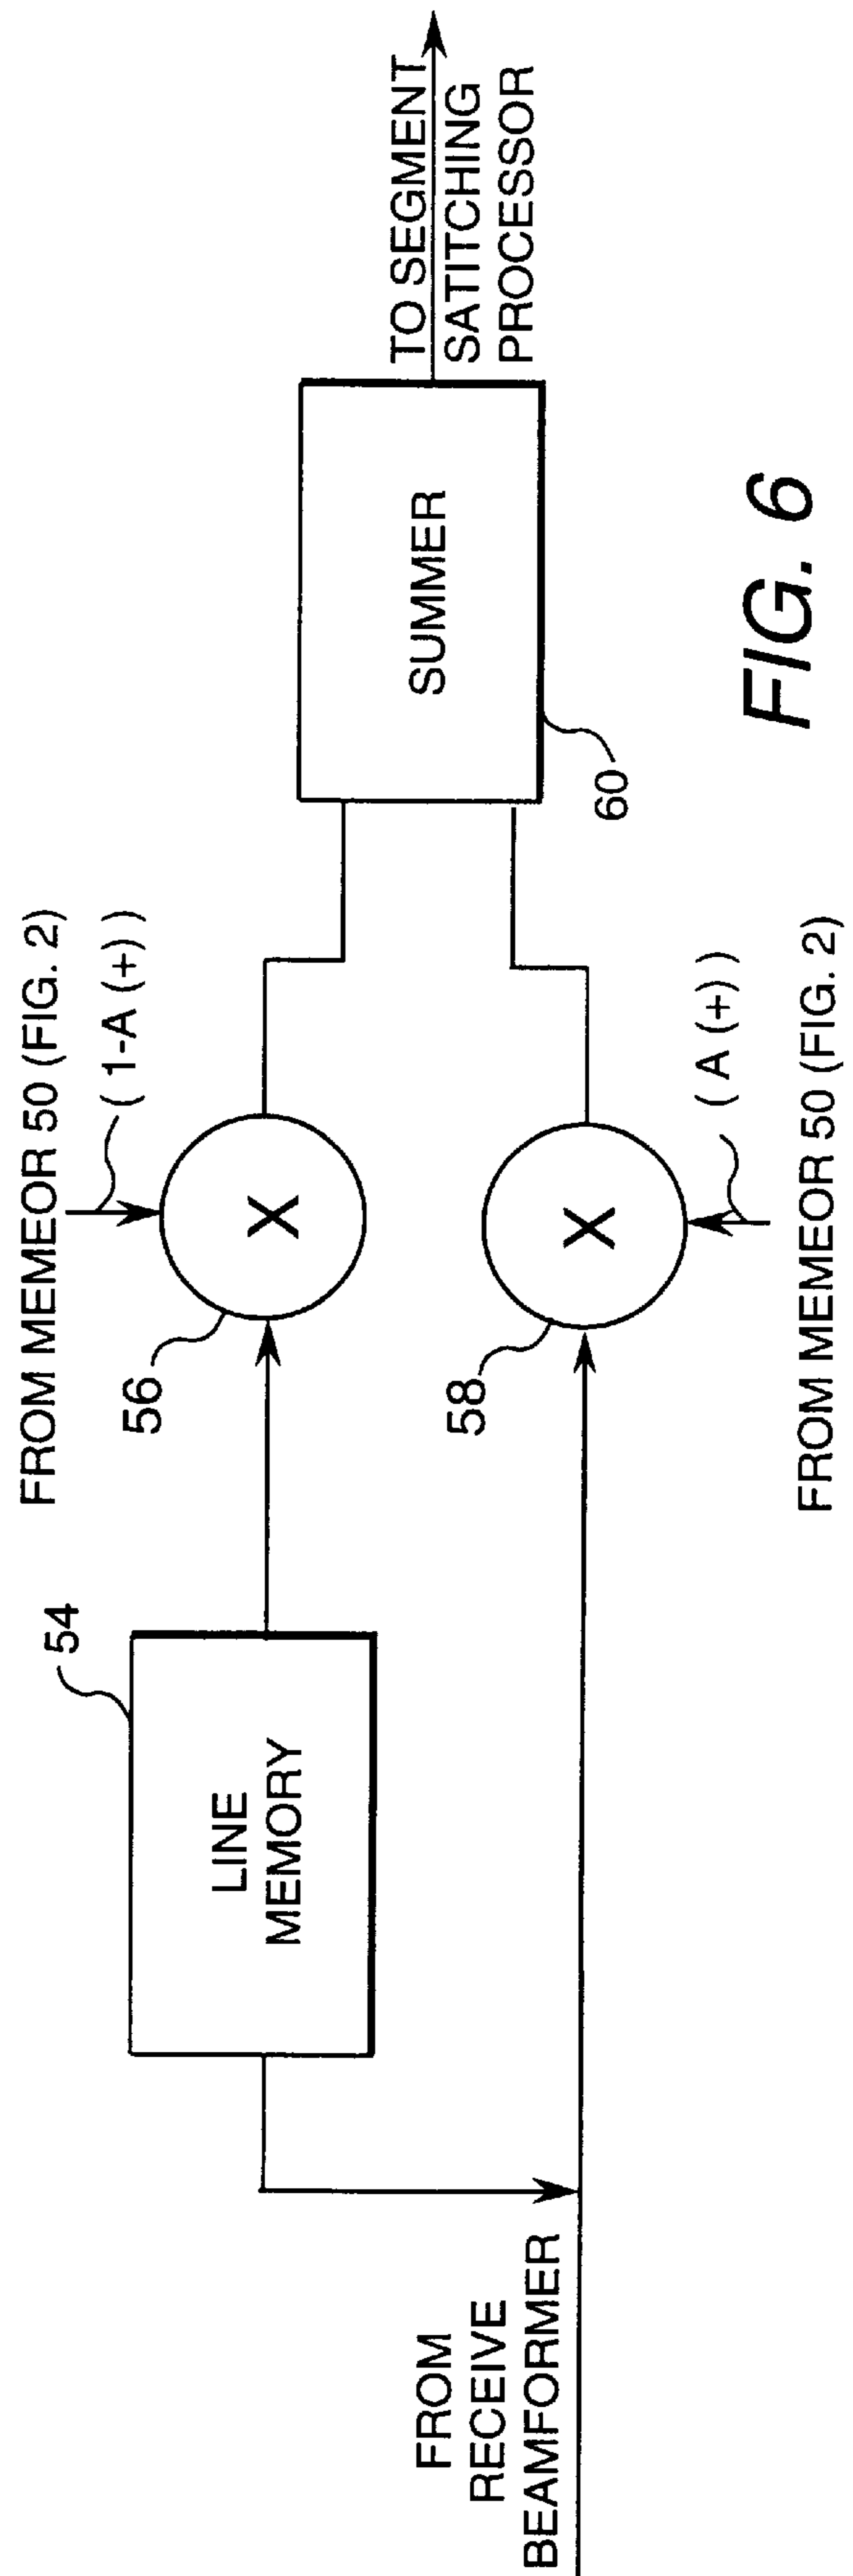 FROM MEMEOR 50 (FIG. 2)
( 1-A (+) )
54
56
LINE
MEMORY
X
SUMMER
TO SEGMENT
SATITCHING
PROCESSOR
FROM
RECEIVE
BEAMFORMER
58
X
60
( A (+) )
FROM MEMEOR 50 (FIG. 2)
FIG. 6